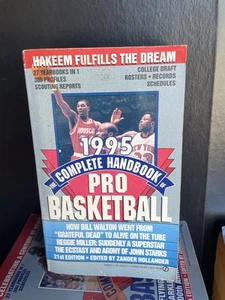 HAKEEM FULFILLS THE DREAM
27 YEARBOOKS IN 1
COLLEGE DRAFT
PROFILES
ROSTERS • RECORDS
SCOUTING REPORTS
SCHEDULES
1995
THE COMPLETE HANDBOOK OF
PRO
BASKETBALL
HOW BILL WALTON WENT FROM
"GRATEFUL DEAD" TO ALIVE ON THE TUBE
REGGIE MILLER: SUDDENLY A SUPERSTAR
THE ECSTASY AND AGONY OF JOHN STARKS
21st EDITION • EDITED BY ZANDER HOLLANDER